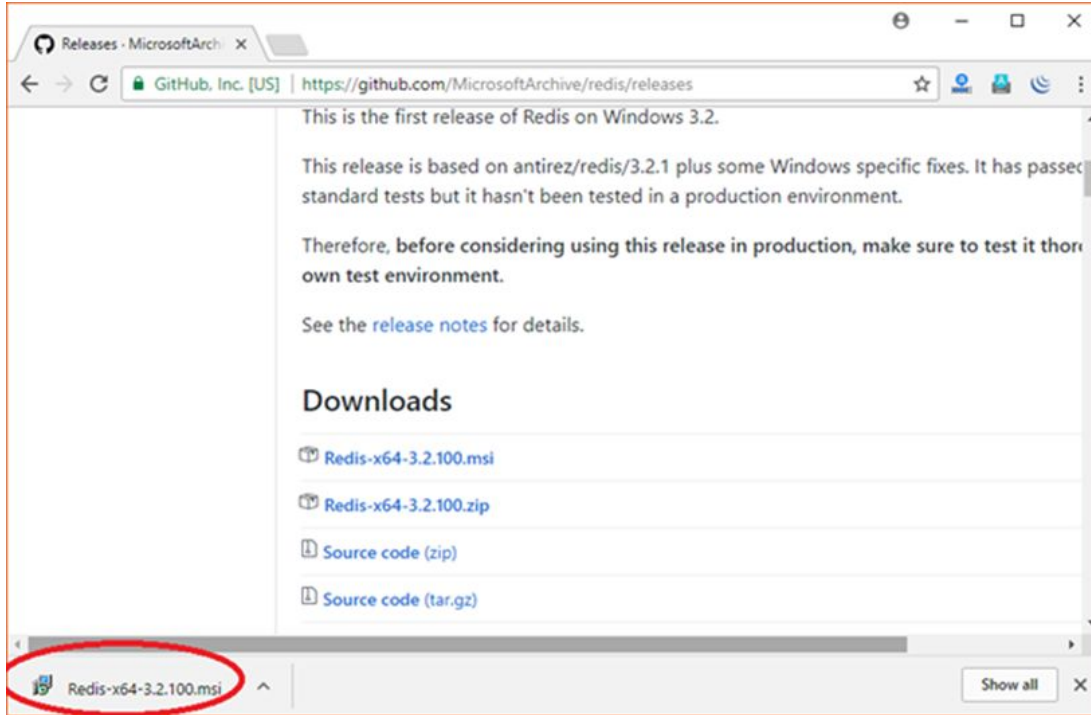 Releases · MicrosoftArch
GitHub, Inc. [US] | https://github.com/MicrosoftArchive/redis/releases
This is the first release of Redis on Windows 3.2.
This release is based on antirez/redis/3.2.1 plus some Windows specific fixes. It has passed
standard tests but it hasn't been tested in a production environment.
Therefore, before considering using this release in production, make sure to test it thoro
own test environment.
See the release notes for details.
Downloads
Redis-x64-3.2.100.msi
Redis-x64-3.2.100.zip
Source code (zip)
Source code (tar.gz)
Redis-x64-3.2.100.msi
Show all